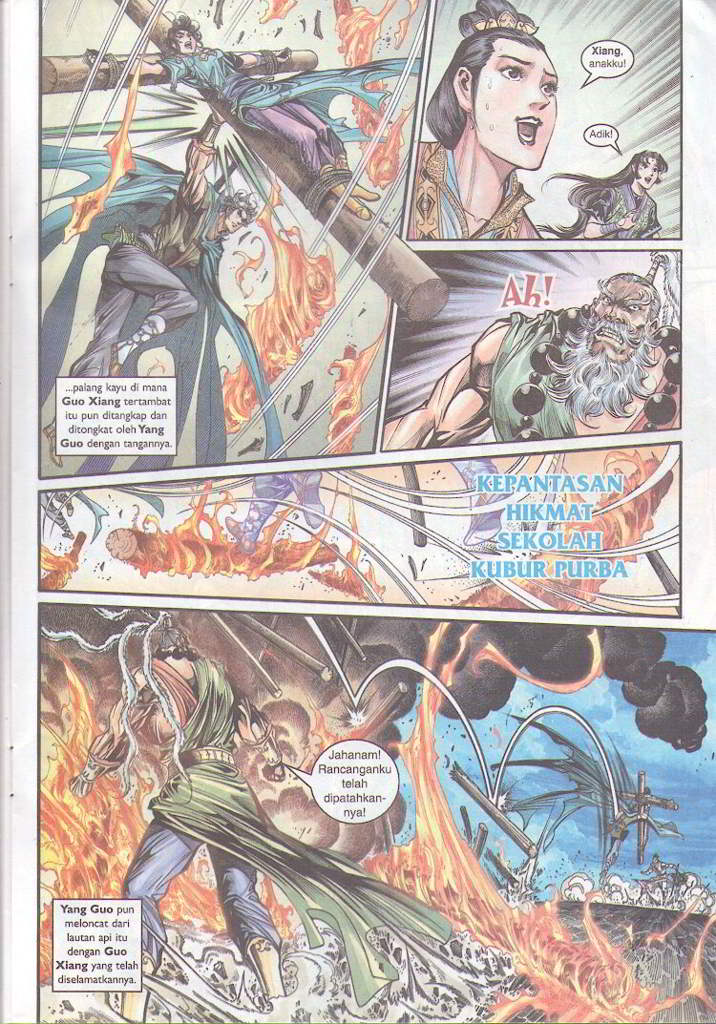 Xiang,
anakku!
Adik!
...palang kayu di mana
Guo Xiang tertambat
itu pun ditangkap dan
ditongkat oleh Yang
Guo dengan tangannya.
Ah!
KEPANTASAN
HIKMAT
SEKOLAH
KUBUR PURBA
Jahanam!
Rancanganku
telah
dipatahkan-
nya!
Yang Guo pun
meloncat dari
lautan api itu
dengan Guo
Xiang yang telah
diselamatkannya.